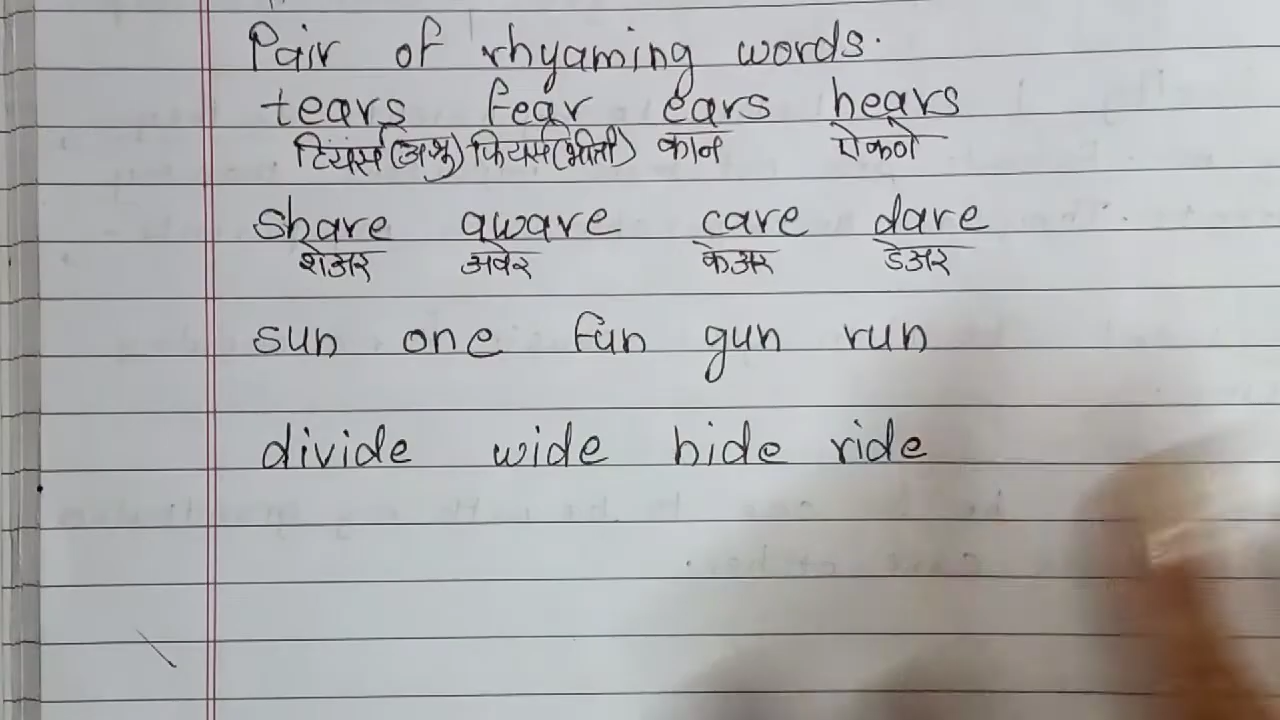 Pair of rhyaming words.
tears fear ears hears
टियर्स(अश्रू) फियर्स(भीती) कान ऐकणे
share aware care dare
शेअर अवेर केअर डेअर
sun one fun gun run
divide wide hide ride